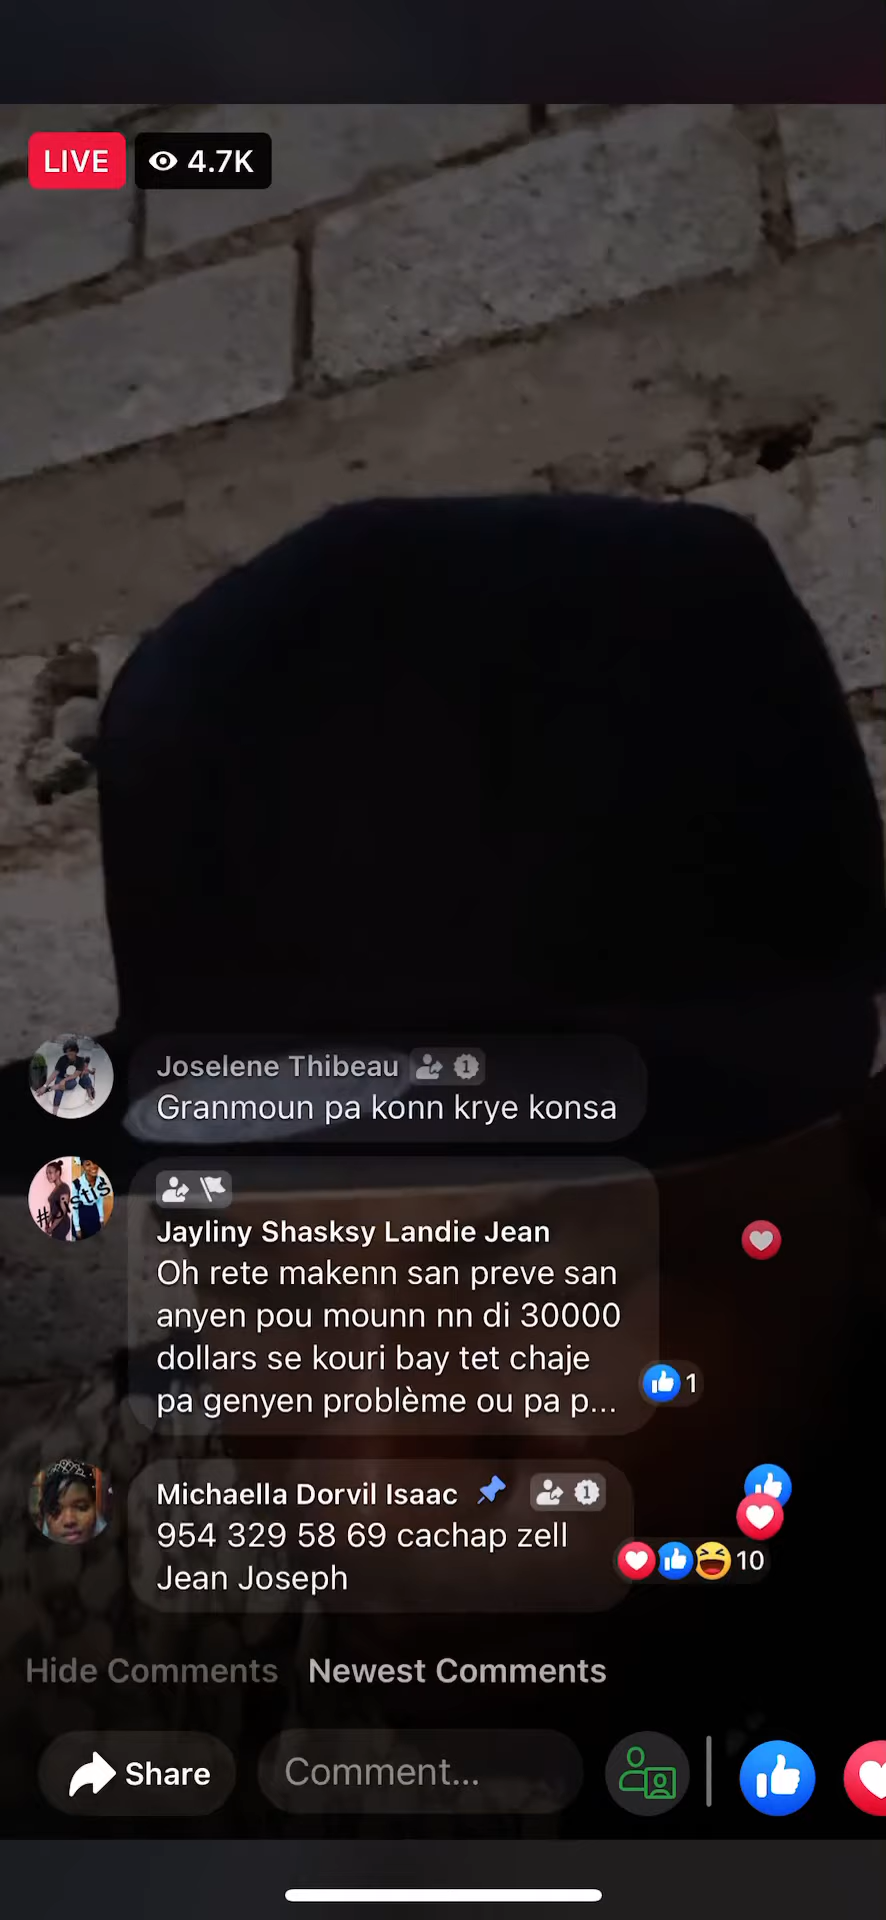 LIVE 4.7K
Joselene Thibeau
Granmoun pa konn krye konsa
#Jistis
Jayliny Shasksy Landie Jean
Oh rete makenn san preve san
anyen pou mounn nn di 30000
dollars se kouri bay tet chaje
pa genyen problème ou pa p...
1
Michaella Dorvil Isaac
954 329 58 69 cachap zell
Jean Joseph
10
Hide Comments Newest Comments
Share Comment...